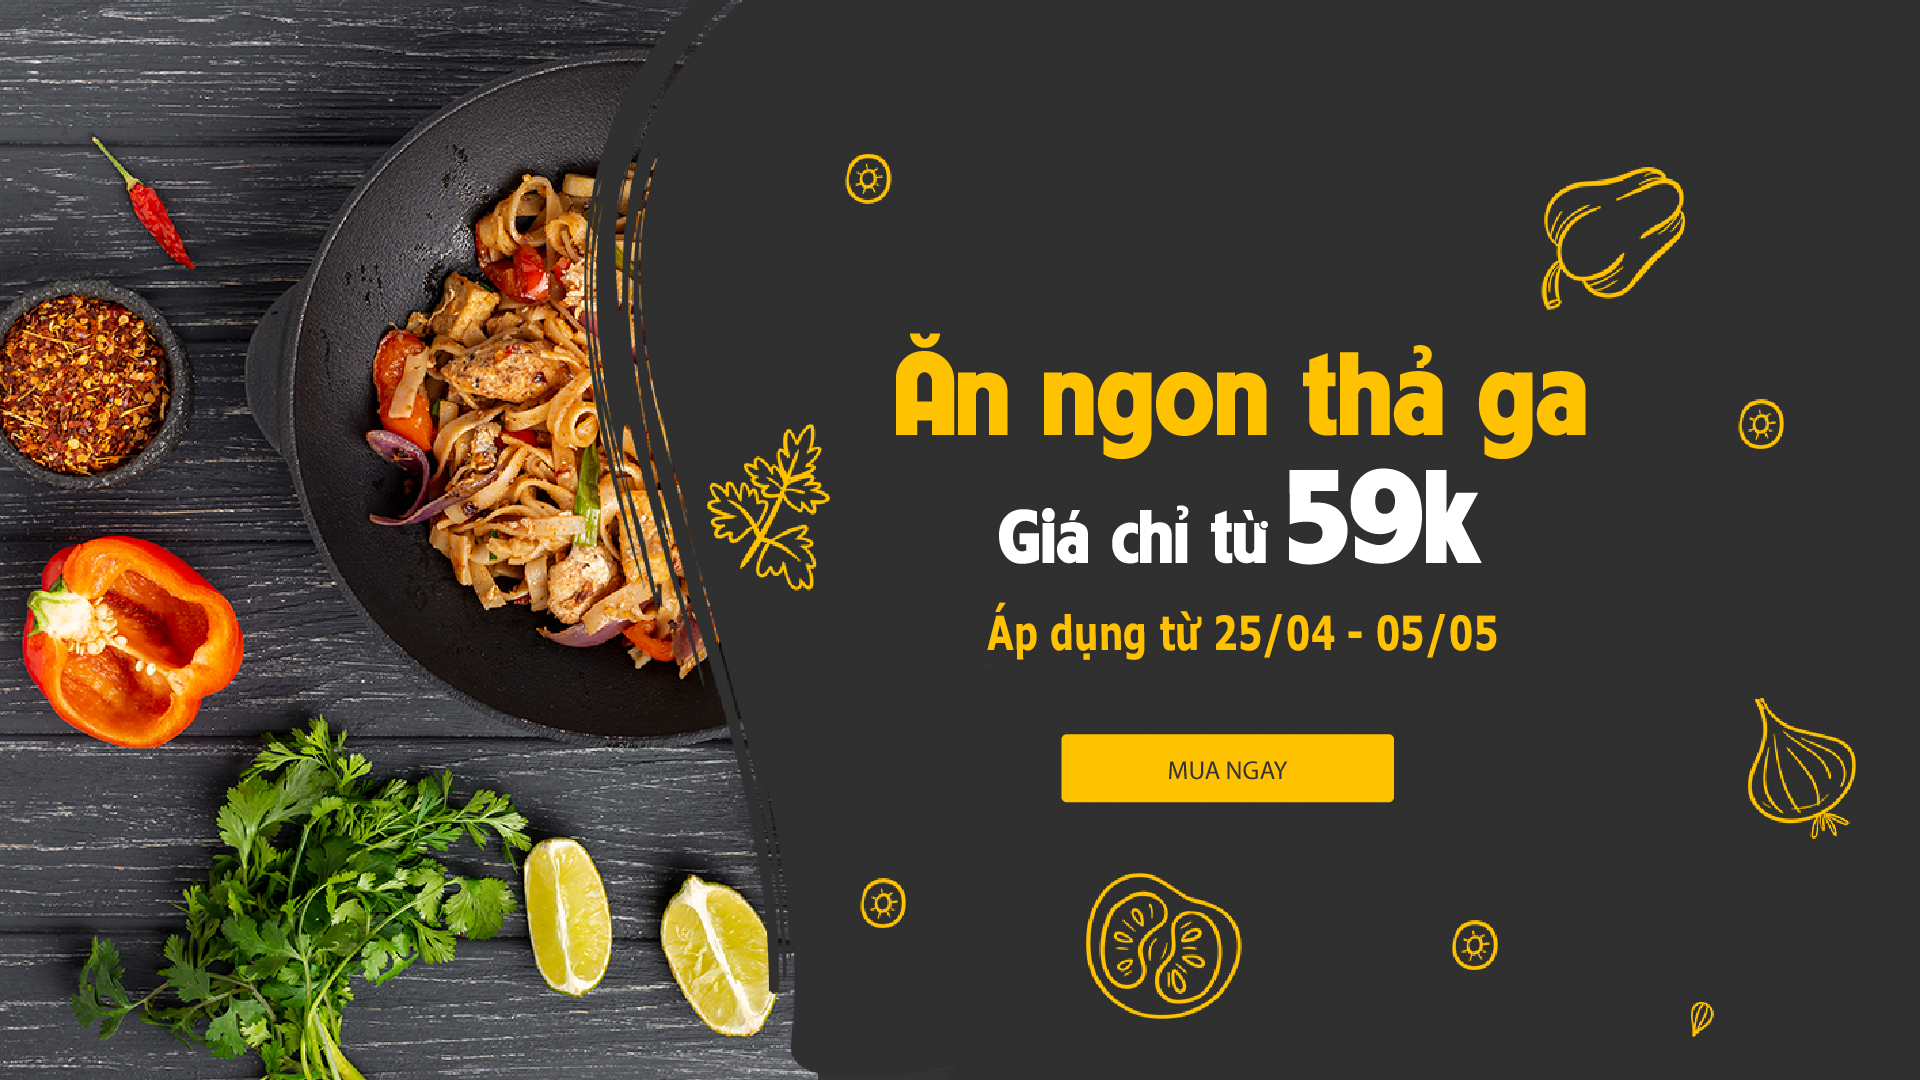 Ăn ngon thả ga
Giá chỉ từ 59k
Áp dụng từ 25/04 - 05/05
MUA NGAY